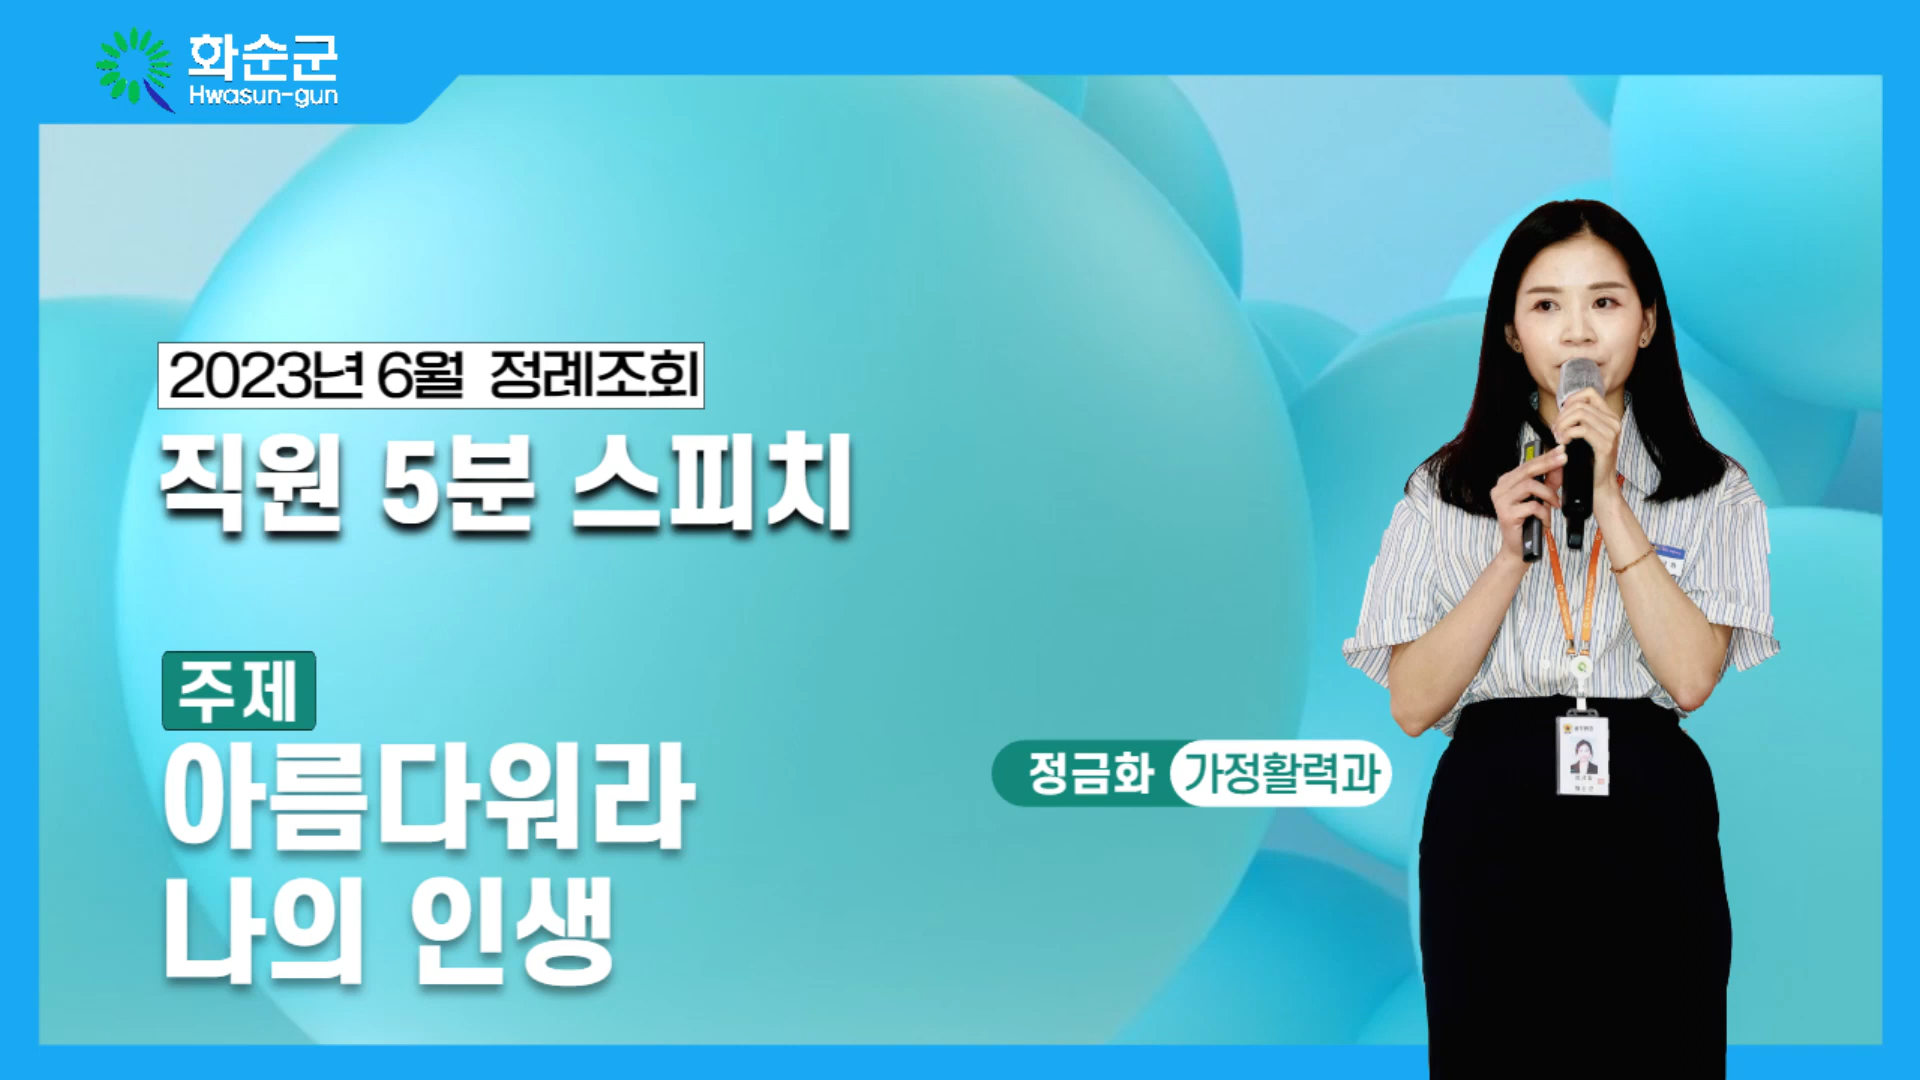 화순군
Hwasun-gun
2023년 6월 정례조회
직원 5분 스피치
주제
아름다워라
나의 인생
정금화 가정활력과